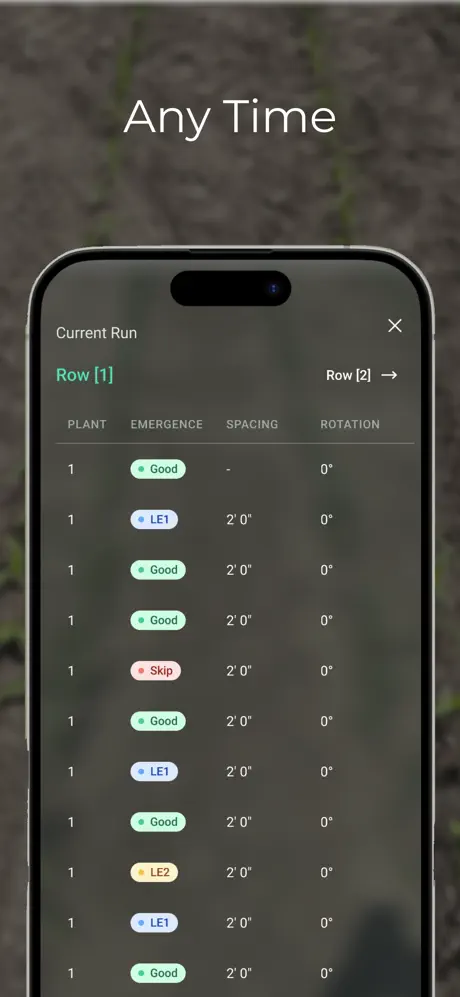 Any Time
Current Run
Row [1] Row [2] →
PLANT EMERGENCE SPACING ROTATION
1 Good - 0°
1 LE1 2' 0" 0°
1 Good 2' 0" 0°
1 Good 2' 0" 0°
1 Skip 2' 0" 0°
1 Good 2' 0" 0°
1 LE1 2' 0" 0°
1 Good 2' 0" 0°
1 LE2 2' 0" 0°
1 LE1 2' 0" 0°
1 Good 2' 0" 0°